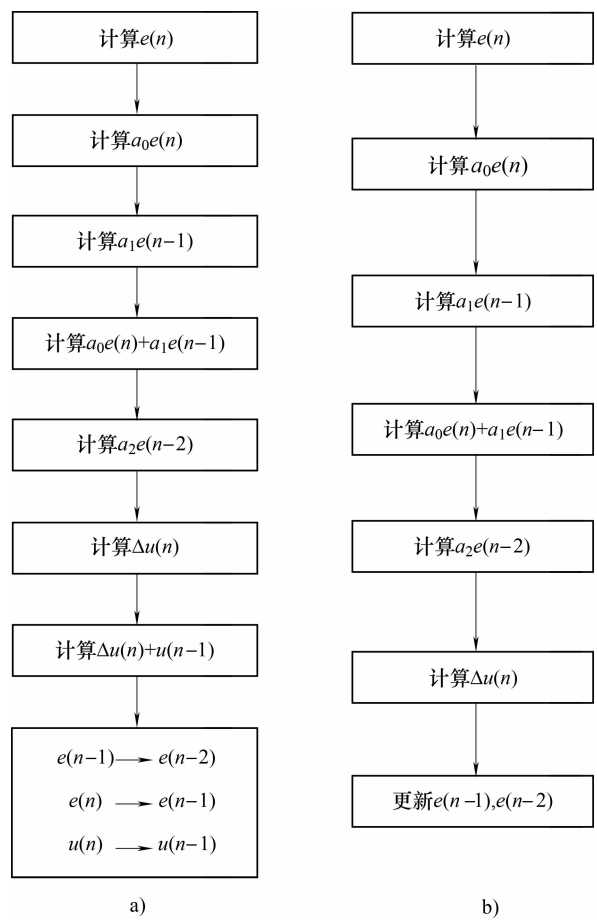 计算e(n)
计算a₀e(n)
计算a₁e(n−1)
计算a₀e(n)+a₁e(n−1)
计算a₂e(n−2)
计算Δu(n)
计算Δu(n)+u(n−1)
e(n−1)⟶e(n−2)
e(n)⟶e(n−1)
u(n)⟶u(n−1)
a)
计算e(n)
计算a₀e(n)
计算a₁e(n−1)
计算a₀e(n)+a₁e(n−1)
计算a₂e(n−2)
计算Δu(n)
更新e(n−1),e(n−2)
b)